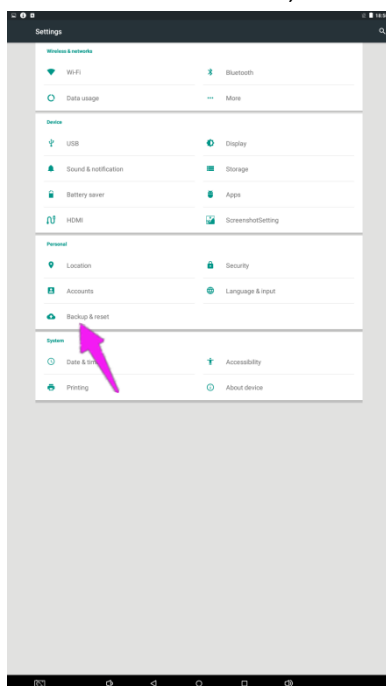 Settings
Wireless & networks
Wi-Fi
Bluetooth
Data usage
More
Device
USB
Display
Sound & notification
Storage
Battery saver
Apps
HDMI
ScreenshotSetting
Personal
Location
Security
Accounts
Language & input
Backup & reset
System
Date &
Accessibility
Printing
About device